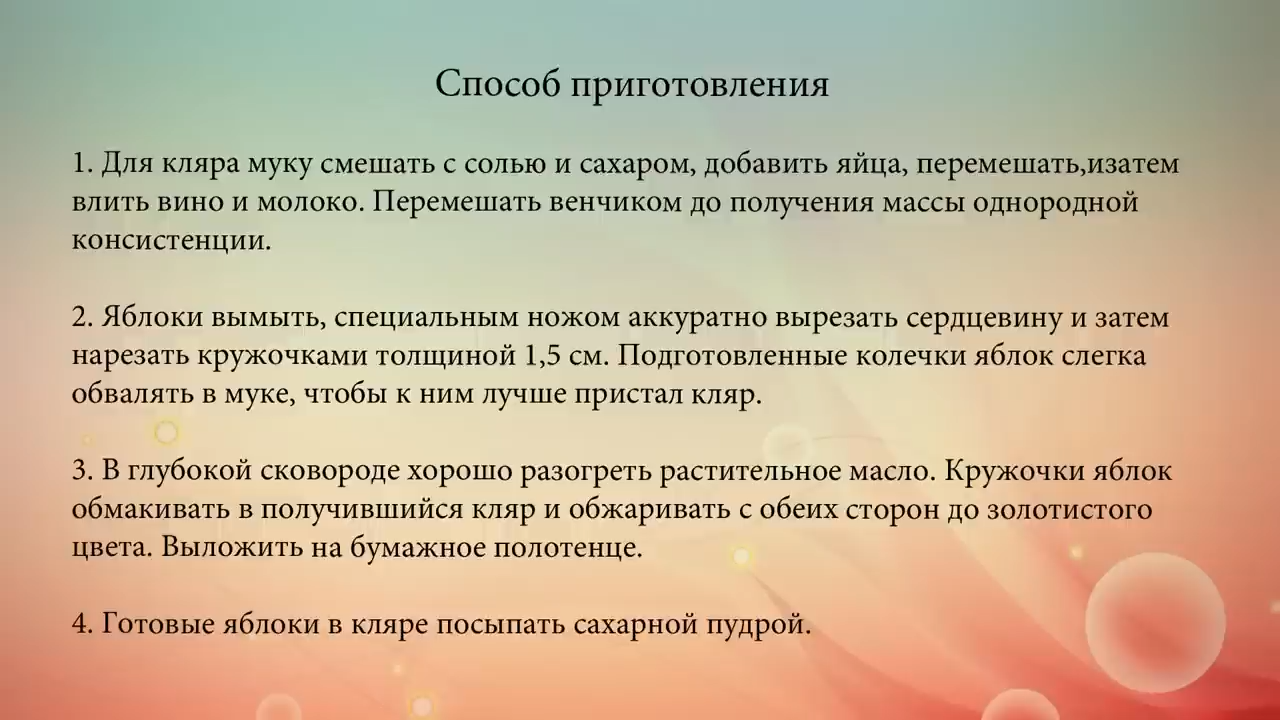 Способ приготовления
1. Для кляра муку смешать с солью и сахаром, добавить яйца, перемешать,изатем
влить вино и молоко. Перемешать венчиком до получения массы однородной
консистенции.
2. Яблоки вымыть, специальным ножом аккуратно вырезать сердцевину и затем
нарезать кружочками толщиной 1,5 см. Подготовленные колечки яблок слегка
обвалять в муке, чтобы к ним лучше пристал кляр.
3. В глубокой сковороде хорошо разогреть растительное масло. Кружочки яблок
обмакивать в получившийся кляр и обжаривать с обеих сторон до золотистого
цвета. Выложить на бумажное полотенце.
4. Готовые яблоки в кляре посыпать сахарной пудрой.